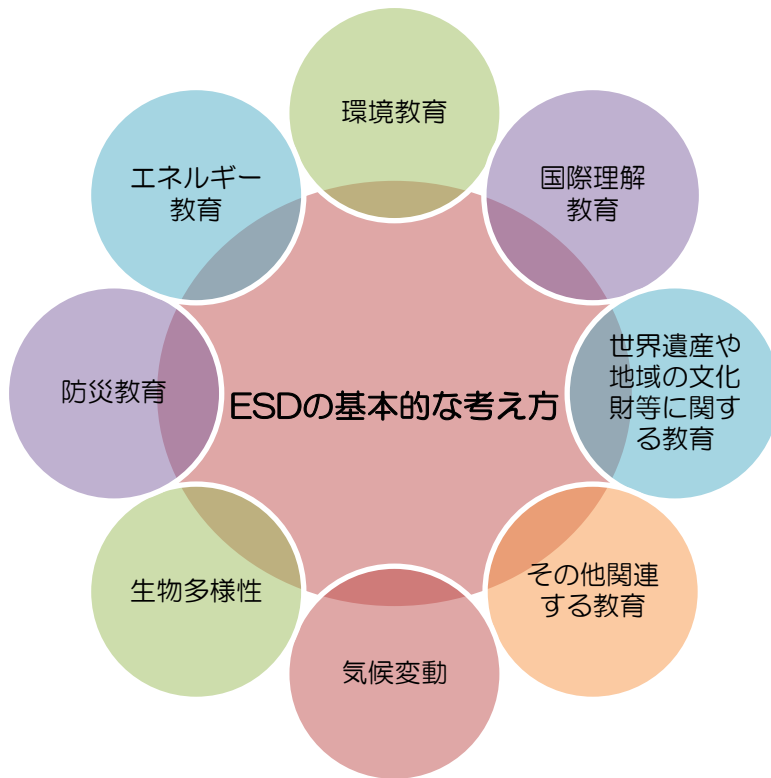 環境教育
国際理解
教育
世界遺産や
地域の文化
財等に関す
る教育
その他関連
する教育
気候変動
生物多様性
防災教育
エネルギー
教育
ESDの基本的な考え方